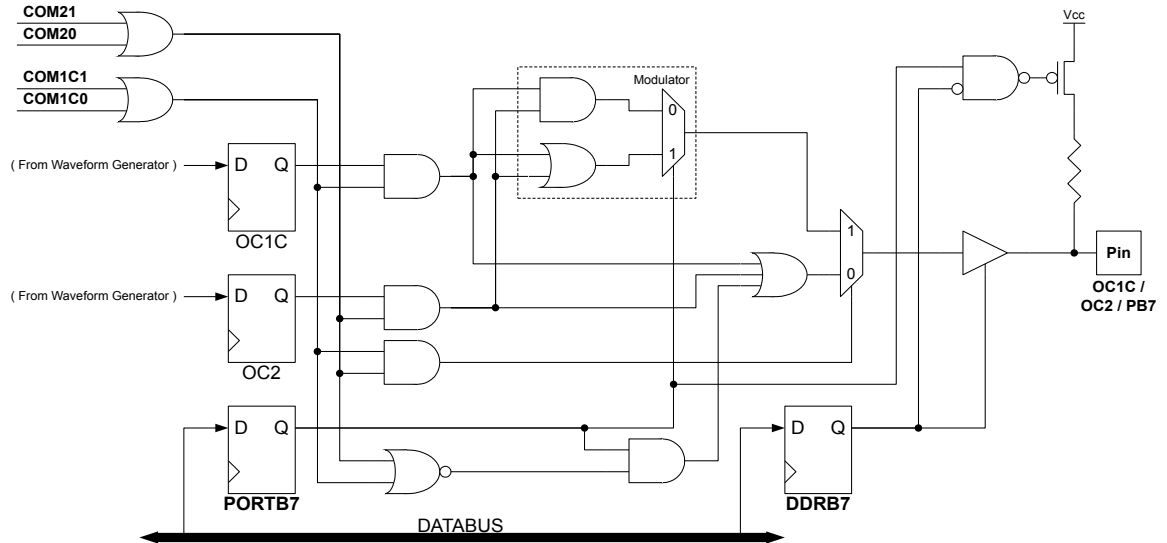 COM21
COM20
COM1C1
COM1C0
Vcc
Modulator
0
1
( From Waveform Generator )
D Q
OC1C
1
0
Pin
OC1C /
OC2 / PB7
( From Waveform Generator )
D Q
OC2
D Q
PORTB7
D Q
DDRB7
DATABUS